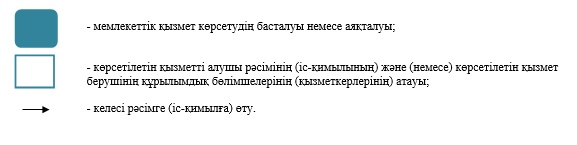 - мемлекеттік қызмет көрсетудің басталуы немесе аяқталуы;
- көрсетілетін қызметті алушы рәсімінің (іс-қимылының) және (немесе) көрсетілетін қызмет
берушінің құрылымдық бөлімшелерінің (қызметкерлерінің) атауы;
- келесі рәсімге (іс-қимылға) өту.